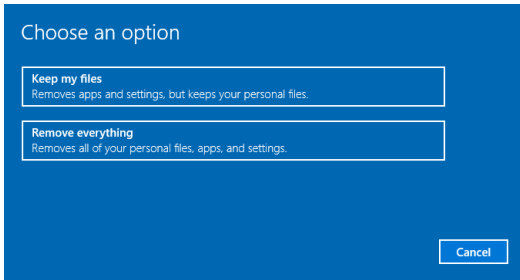 Choose an option
Keep my files
Removes apps and settings, but keeps your personal files.
Remove everything
Removes all of your personal files, apps, and settings.
Cancel